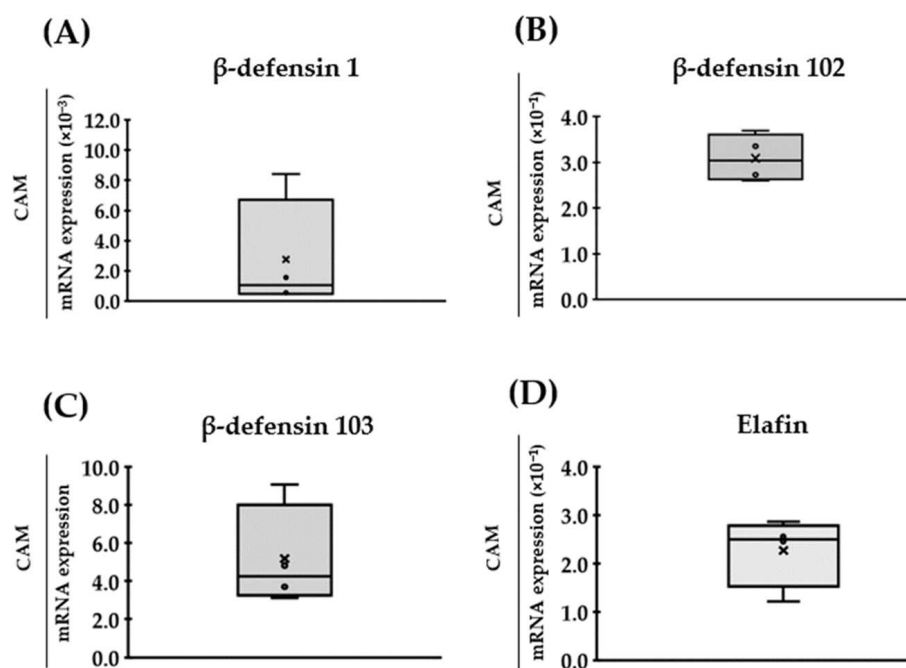 (A)
β-defensin 1
CAM
mRNA expression (×10⁻³)
12.0
10.0
8.0
6.0
4.0
2.0
0.0
(B)
β-defensin 102
CAM
mRNA expression (×10⁻¹)
4.0
3.0
2.0
1.0
0.0
(C)
β-defensin 103
CAM
mRNA expression
10.0
8.0
6.0
4.0
2.0
0.0
(D)
Elafin
CAM
mRNA expression (×10⁻¹)
4.0
3.0
2.0
1.0
0.0